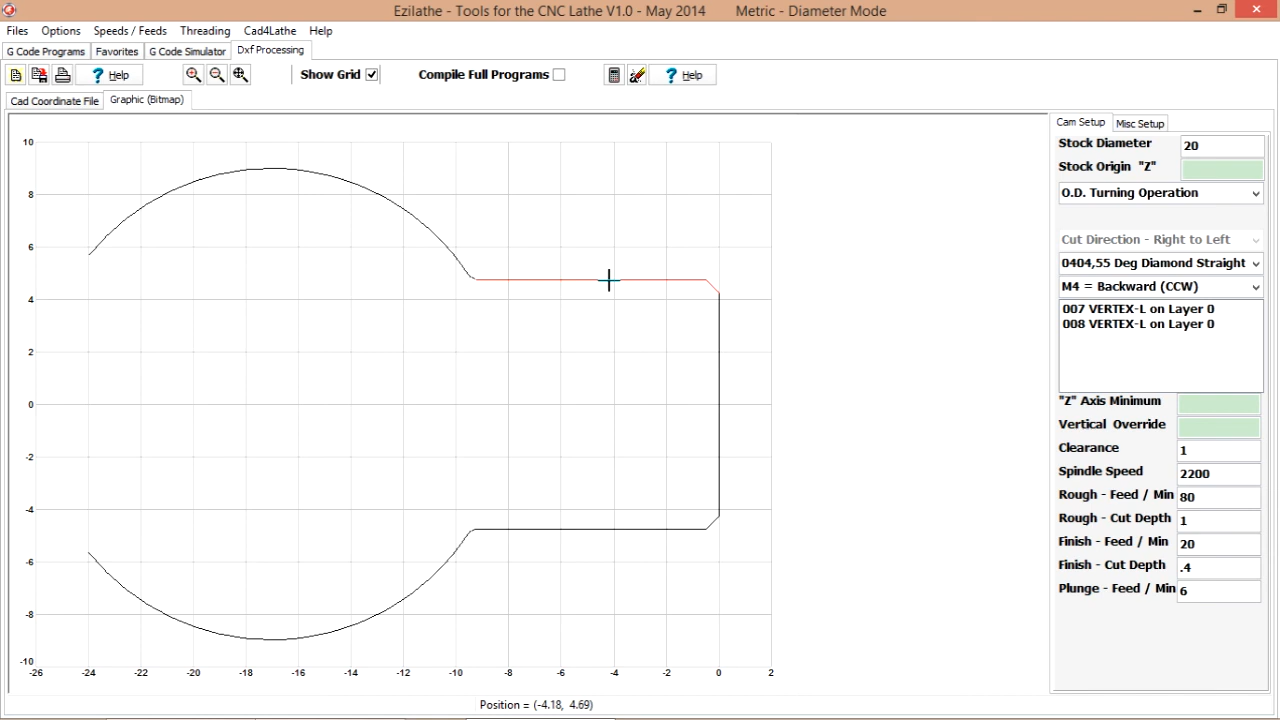 Ezilathe - Tools for the CNC Lathe V1.0 - May 2014 Metric - Diameter Mode
Files Options Speeds / Feeds Threading Cad4Lathe Help
G Code Programs Favorites G Code Simulator Dxf Processing
? Help Show Grid Compile Full Programs ? Help
Cad Coordinate File Graphic (Bitmap)
Cam Setup Misc Setup
Stock Diameter 20
Stock Origin "Z"
O.D. Turning Operation
Cut Direction - Right to Left
0404,55 Deg Diamond Straight
M4 = Backward (CCW)
007 VERTEX-L on Layer 0
008 VERTEX-L on Layer 0
"Z" Axis Minimum
Vertical Override
Clearance 1
Spindle Speed 2200
Rough - Feed / Min 80
Rough - Cut Depth 1
Finish - Feed / Min 20
Finish - Cut Depth .4
Plunge - Feed / Min 6
10
8
6
4
2
0
-2
-4
-6
-8
-10
-26 -24 -22 -20 -18 -16 -14 -12 -10 -8 -6 -4 -2 0 2
Position = (-4.18, 4.69)